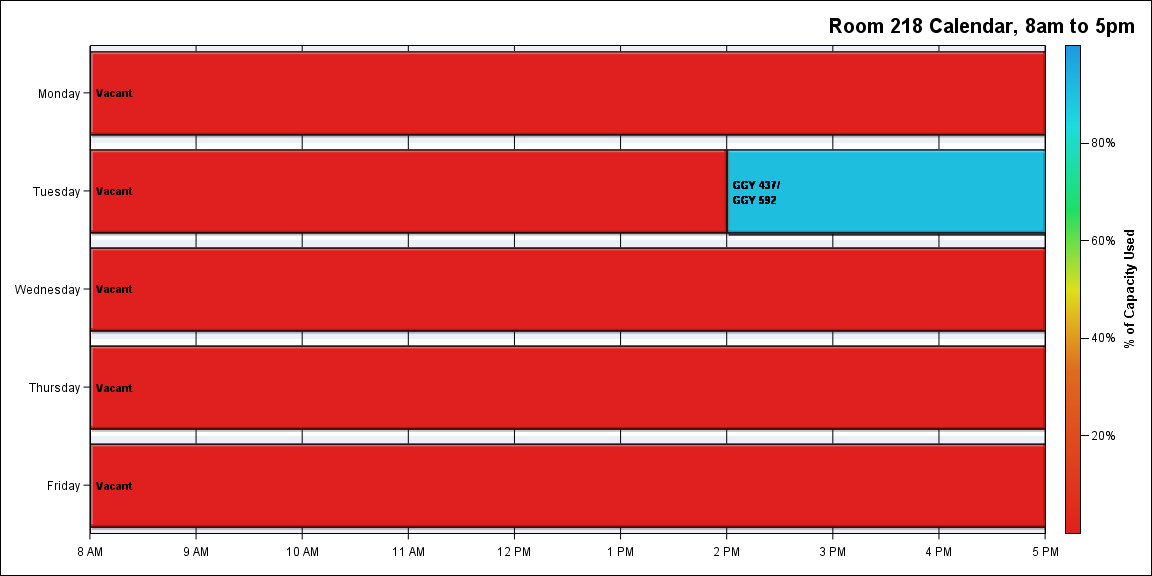 Room 218 Calendar, 8am to 5pm
Monday
Vacant
Tuesday
Vacant
GGY 437/
GGY 592
Wednesday
Vacant
Thursday
Vacant
Friday
Vacant
8 AM 9 AM 10 AM 11 AM 12 PM 1 PM 2 PM 3 PM 4 PM 5 PM
80%
60%
40%
20%
% of Capacity Used